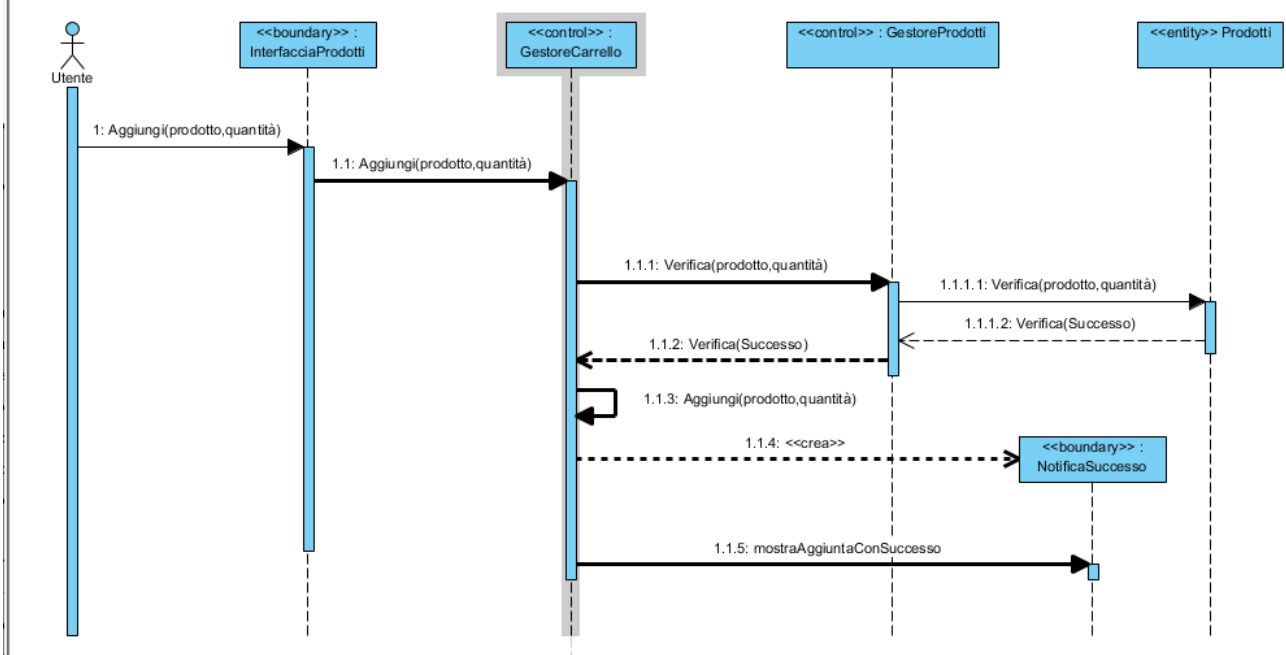 <<boundary>> :
InterfacciaProdotti
<<control>> :
GestoreCarrello
<<control>> : GestoreProdotti
<<entity>> Prodotti
Utente
1: Aggiungi(prodotto,quantità)
1.1: Aggiungi(prodotto,quantità)
1.1.1: Verifica(prodotto,quantità)
1.1.1.1: Verifica(prodotto,quantità)
1.1.1.2: Verifica(Successo)
1.1.2: Verifica(Successo)
1.1.3: Aggiungi(prodotto,quantità)
1.1.4: <<crea>>
<<boundary>> :
NotificaSuccesso
1.1.5: mostraAggiuntaConSuccesso